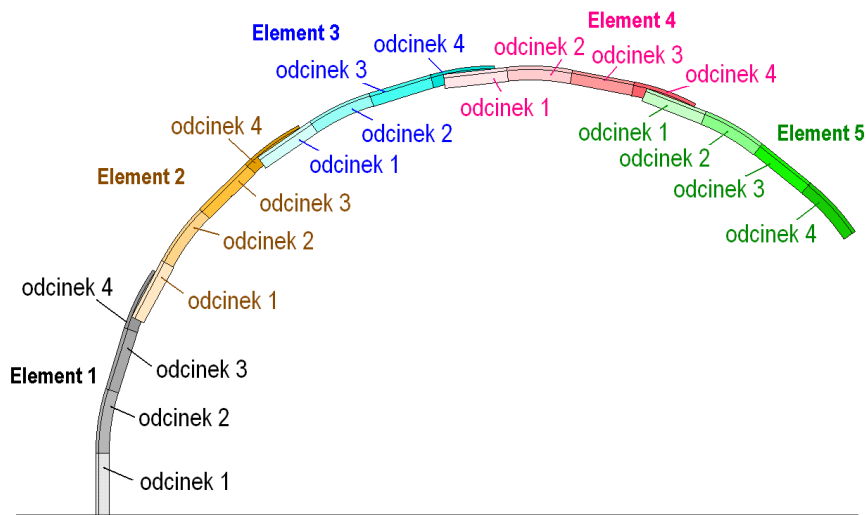 Element 4
Element 3
odcinek 4
odcinek 2
odcinek 3
odcinek 3
odcinek 4
odcinek 1
odcinek 4
odcinek 2
odcinek 1
Element 5
odcinek 1
odcinek 2
Element 2
odcinek 3
odcinek 3
odcinek 2
odcinek 4
odcinek 4
odcinek 1
Element 1
odcinek 3
odcinek 2
odcinek 1